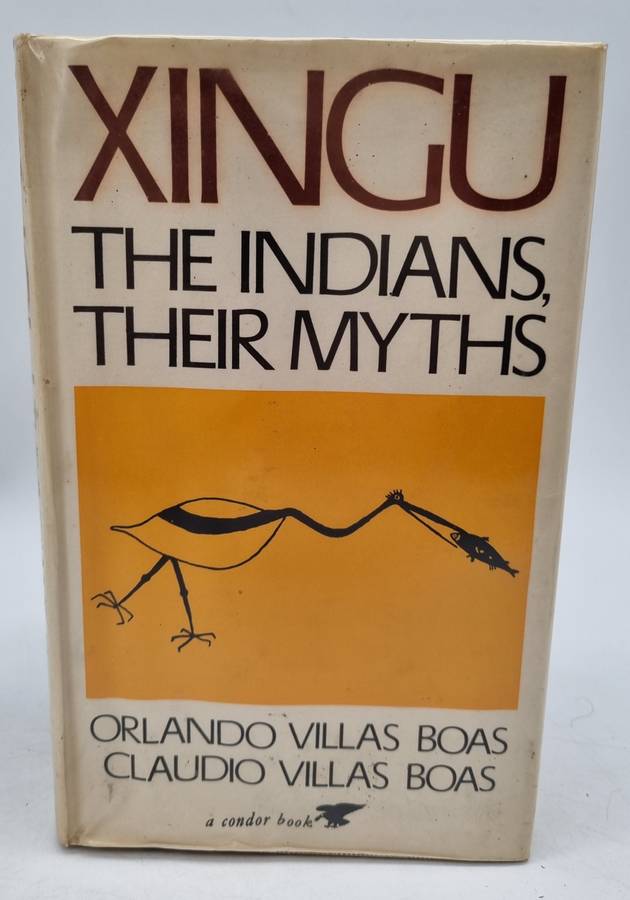 XINGU
THE INDIANS,
THEIR MYTHS
ORLANDO VILLAS BOAS
CLAUDIO VILLAS BOAS
a condor book